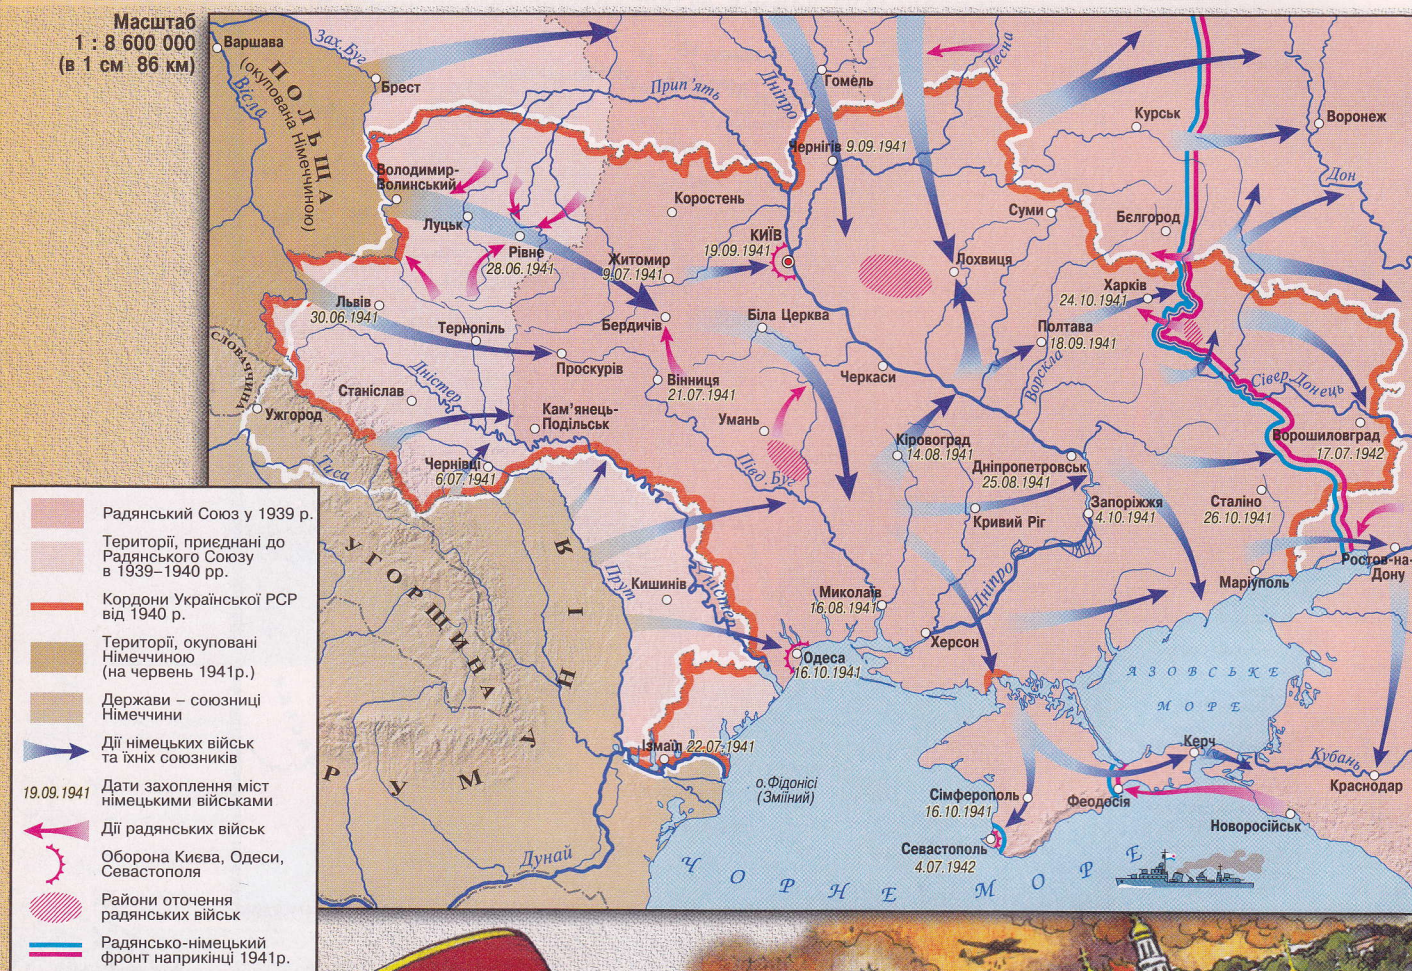 Масштаб
1 : 8 600 000
(в 1 см 86 км)
Варшава
Зах. Буг
Вісла
ПОЛЬЩА
(окупована Німеччиною)
Брест
Прип'ять
Дніпро
Гомель
Десна
Курськ
Воронеж
Дон
Чернігів 9.09.1941
Володимир-
Волинський
Луцьк
Рівне
28.06.1941
Коростень
КИЇВ
19.09.1941
Житомир
9.07.1941
Суми
Бєлгород
Лохвиця
Харків
24.10.1941
Львів
30.06.1941
Тернопіль
Бердичів
Біла Церква
Полтава
18.09.1941
Ворскла
СЛОВАЧЧИНА
Проскурів
Вінниця
21.07.1941
Черкаси
Сівер. Донець
Дністер
Станіслав
Ужгород
Кам'янець-
Подільськ
Умань
Кіровоград
14.08.1941
Ворошиловград
17.07.1942
Тиса
Чернівці
6.07.1941
Півд. Бу
Дніпропетровськ
25.08.1941
Запоріжжя
4.10.1941
Сталіно
26.10.1941
Кривий Ріг
УГОРЩИНА
Прут
Кишинів
Дністер
Миколаїв
16.08.1941
Дніпро
Маріуполь
Ростов-на-
Дону
Херсон
Одеса
16.10.1941
АЗОВСЬКЕ
МОРЕ
РУМУНІЯ
Ізмаїл 22.07.1941
о.Фідонісі
(Зміїний)
Керч
Кубань
Краснодар
Сімферополь
16.10.1941
Феодосія
Новоросійськ
Севастополь
4.07.1942
Дунай
ЧОРНЕ МОРЕ
Радянський Союз у 1939 р.
Території, приєднані до
Радянського Союзу
в 1939–1940 рр.
Кордони Української РСР
від 1940 р.
Території, окуповані
Німеччиною
(на червень 1941р.)
Держави – союзниці
Німеччини
Дії німецьких військ
та їхніх союзників
19.09.1941
Дати захоплення міст
німецькими військами
Дії радянських військ
Оборона Києва, Одеси,
Севастополя
Райони оточення
радянських військ
Радянсько-німецький
фронт наприкінці 1941р.